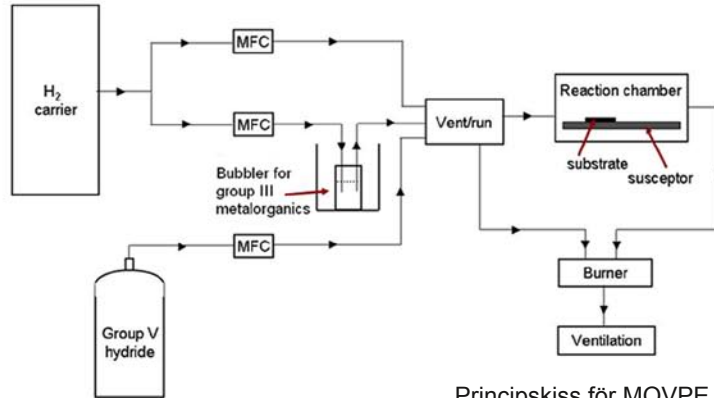 H2
carrier
MFC
MFC
Bubbler for
group III
metalorganics
MFC
Group V
hydride
Vent/run
Reaction chamber
substrate
susceptor
Burner
Ventilation
Principskiss för MOVPE